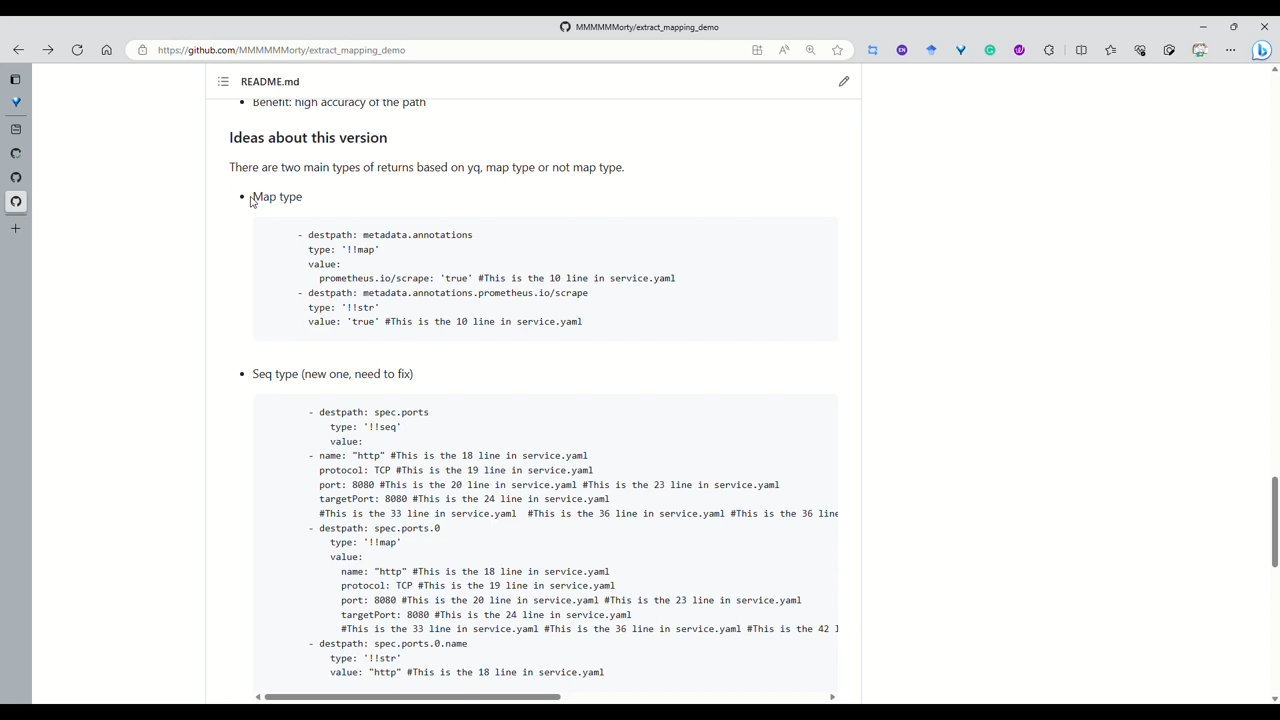 MMMMMMorty/extract_mapping_demo
https://github.com/MMMMMMorty/extract_mapping_demo
README.md
Benefit: high accuracy of the path
Ideas about this version
There are two main types of returns based on yq, map type or not map type.
Map type
- destpath: metadata.annotations
type: '!!map'
value:
prometheus.io/scrape: 'true' #This is the 10 line in service.yaml
- destpath: metadata.annotations.prometheus.io/scrape
type: '!!str'
value: 'true' #This is the 10 line in service.yaml
Seq type (new one, need to fix)
- destpath: spec.ports
type: '!!seq'
value:
- name: "http" #This is the 18 line in service.yaml
protocol: TCP #This is the 19 line in service.yaml
port: 8080 #This is the 20 line in service.yaml #This is the 23 line in service.yaml
targetPort: 8080 #This is the 24 line in service.yaml
#This is the 33 line in service.yaml  #This is the 36 line in service.yaml #This is the 36 line
- destpath: spec.ports.0
type: '!!map'
value:
name: "http" #This is the 18 line in service.yaml
protocol: TCP #This is the 19 line in service.yaml
port: 8080 #This is the 20 line in service.yaml #This is the 23 line in service.yaml
targetPort: 8080 #This is the 24 line in service.yaml
#This is the 33 line in service.yaml #This is the 36 line in service.yaml #This is the 42 l
- destpath: spec.ports.0.name
type: '!!str'
value: "http" #This is the 18 line in service.yaml